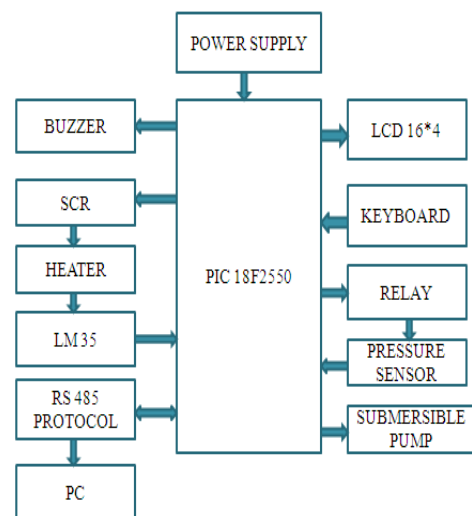 POWER SUPPLY
BUZZER
LCD 16*4
SCR
KEYBOARD
HEATER
PIC 18F2550
RELAY
LM 35
PRESSURE
SENSOR
RS 485
PROTOCOL
SUBMERSIBLE
PUMP
PC